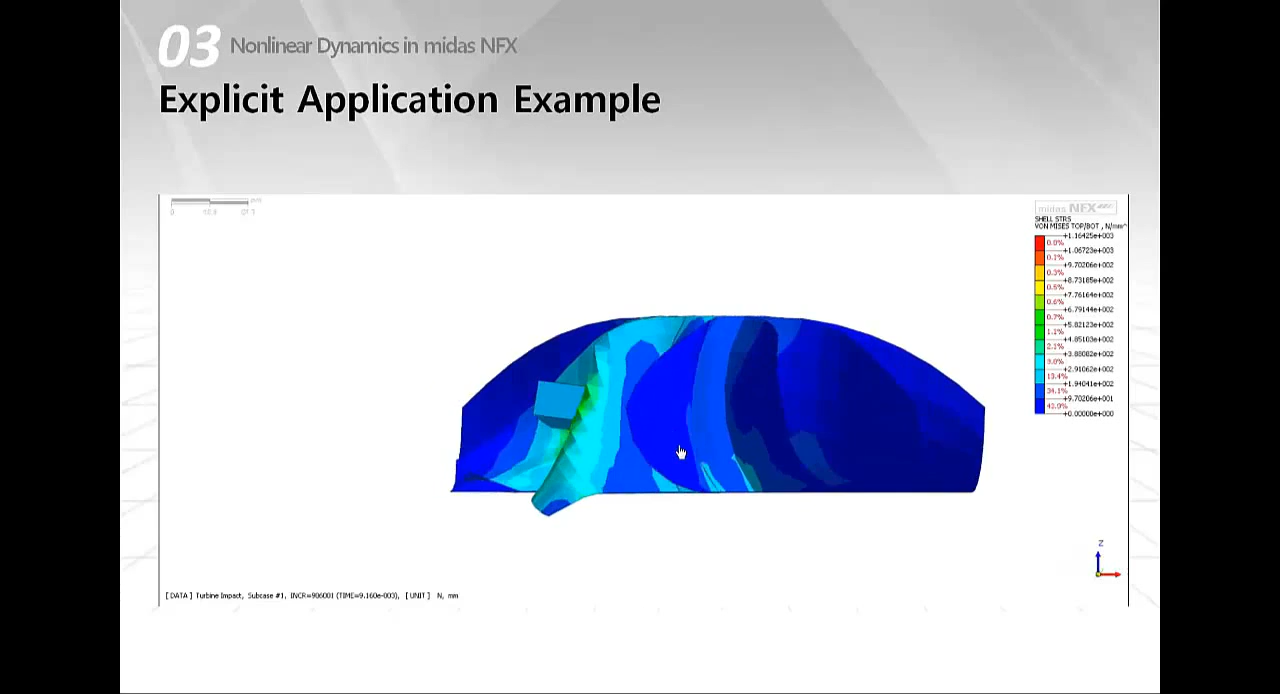 03 Nonlinear Dynamics in midas NFX
Explicit Application Example
midas NFX
SHELL STRS
VON MISES TOP/BOT , N/mm^
+1.16425e+003
0.0%
+1.06723e+003
0.1%
+9.70206e+002
0.3%
+8.73185e+002
0.5%
+7.76164e+002
0.6%
+6.79144e+002
0.7%
+5.82123e+002
1.1%
+4.85103e+002
2.1%
+3.88082e+002
3.0%
+2.91062e+002
13.4%
+1.94041e+002
34.1%
+9.70206e+001
43.9%
+0.00000e+000
Z
[ DATA ] Turbine Impact, Subcase #1, INCR=906001 (TIME=9.160e-003), [ UNIT ] N, mm